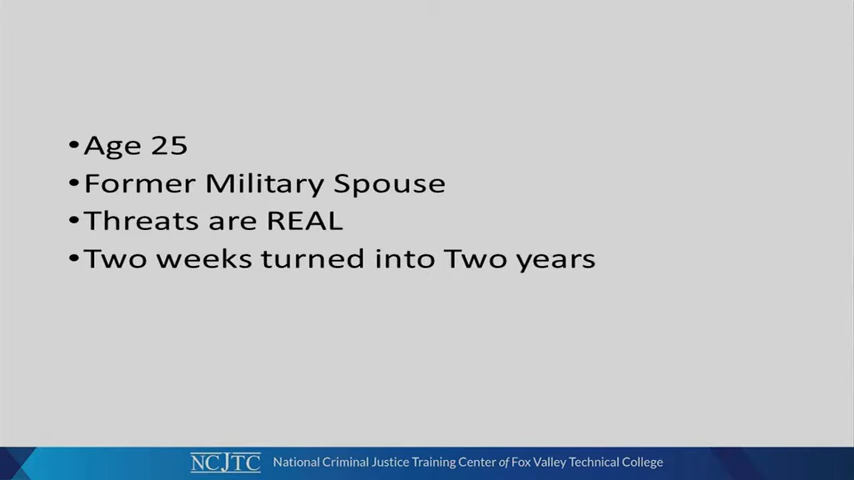 •Age 25
•Former Military Spouse
•Threats are REAL
•Two weeks turned into Two years
NCJTC National Criminal Justice Training Center of Fox Valley Technical College